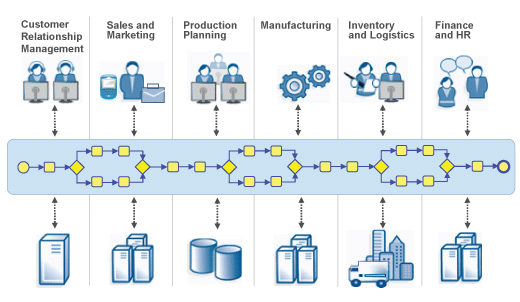 Customer
Relationship
Management
Sales and
Marketing
Production
Planning
Manufacturing
Inventory
and Logistics
Finance
and HR